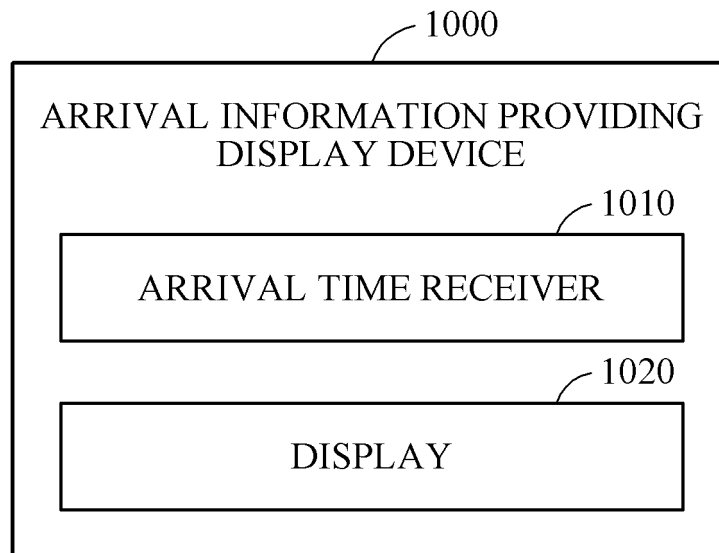 1000
ARRIVAL INFORMATION PROVIDING
DISPLAY DEVICE
1010
ARRIVAL TIME RECEIVER
1020
DISPLAY